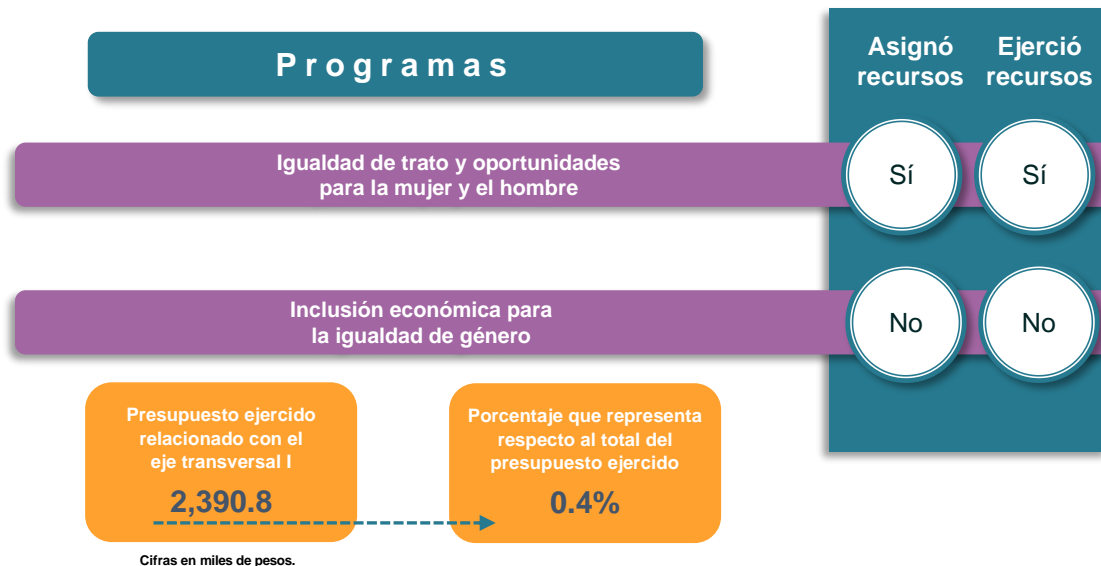 Programas
Asignó
recursos
Ejerció
recursos
Igualdad de trato y oportunidades
para la mujer y el hombre
Sí
Sí
Inclusión económica para
la igualdad de género
No
No
Presupuesto ejercido
relacionado con el
eje transversal I
2,390.8
Porcentaje que representa
respecto al total del
presupuesto ejercido
0.4%
Cifras en miles de pesos.